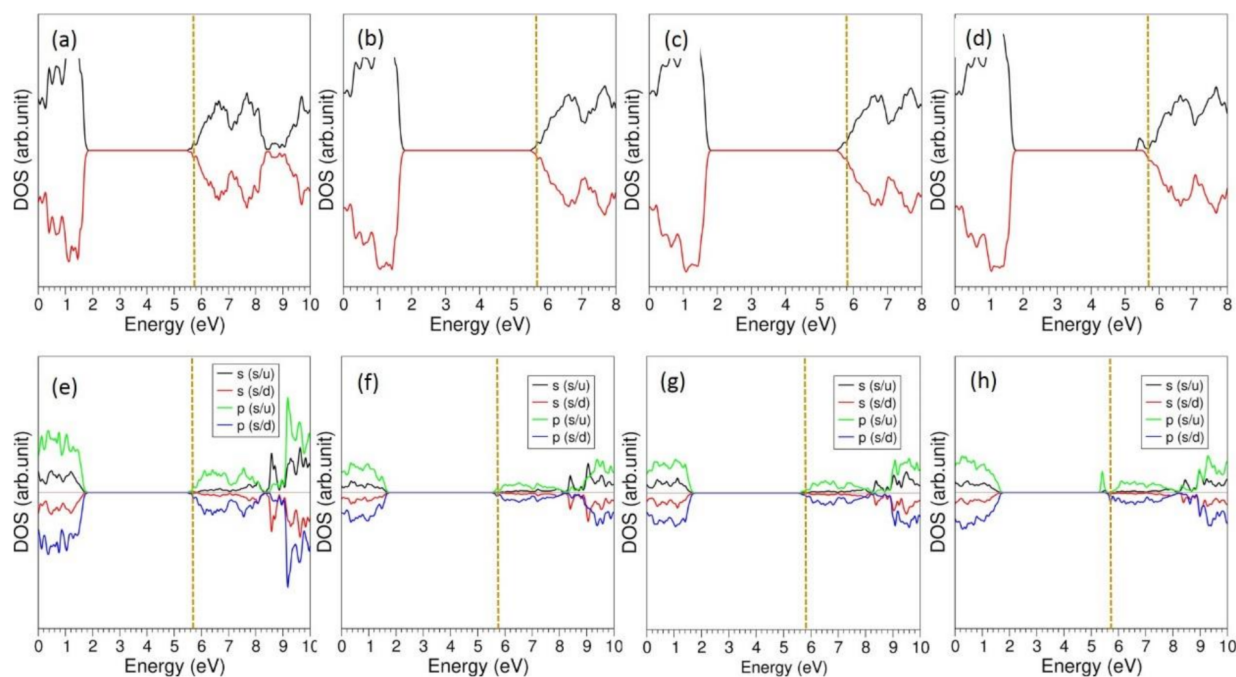 (a)
DOS (arb.unit)
0 1 2 3 4 5 6 7 8 9 10
Energy (eV)
(b)
DOS (arb.unit)
0 1 2 3 4 5 6 7 8
Energy (eV)
(c)
DOS (arb.unit)
0 1 2 3 4 5 6 7 8
Energy (eV)
(d)
DOS (arb.unit)
0 1 2 3 4 5 6 7 8
Energy (eV)
(e)
s (s/u)
s (s/d)
p (s/u)
p (s/d)
DOS (arb.unit)
0 1 2 3 4 5 6 7 8 9 10
Energy (eV)
(f)
s (s/u)
s (s/d)
p (s/u)
p (s/d)
DOS (arb.unit)
0 1 2 3 4 5 6 7 8 9 10
Energy (eV)
(g)
s (s/u)
s (s/d)
p (s/u)
p (s/d)
DOS (arb.unit)
0 1 2 3 4 5 6 7 8 9 10
Energy (eV)
(h)
s (s/u)
s (s/d)
p (s/u)
p (s/d)
DOS (arb.unit)
0 1 2 3 4 5 6 7 8 9 10
Energy (eV)